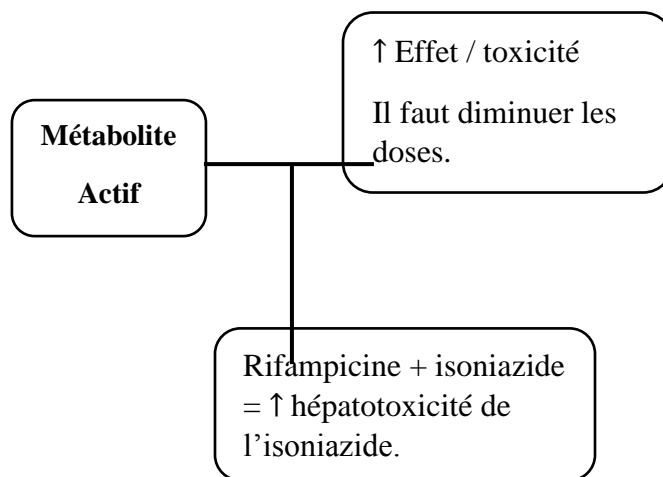 ↑ Effet / toxicité
Il faut diminuer les
doses.
Métabolite
Actif
Rifampicine + isoniazide
= ↑ hépatotoxicité de
l’isoniazide.